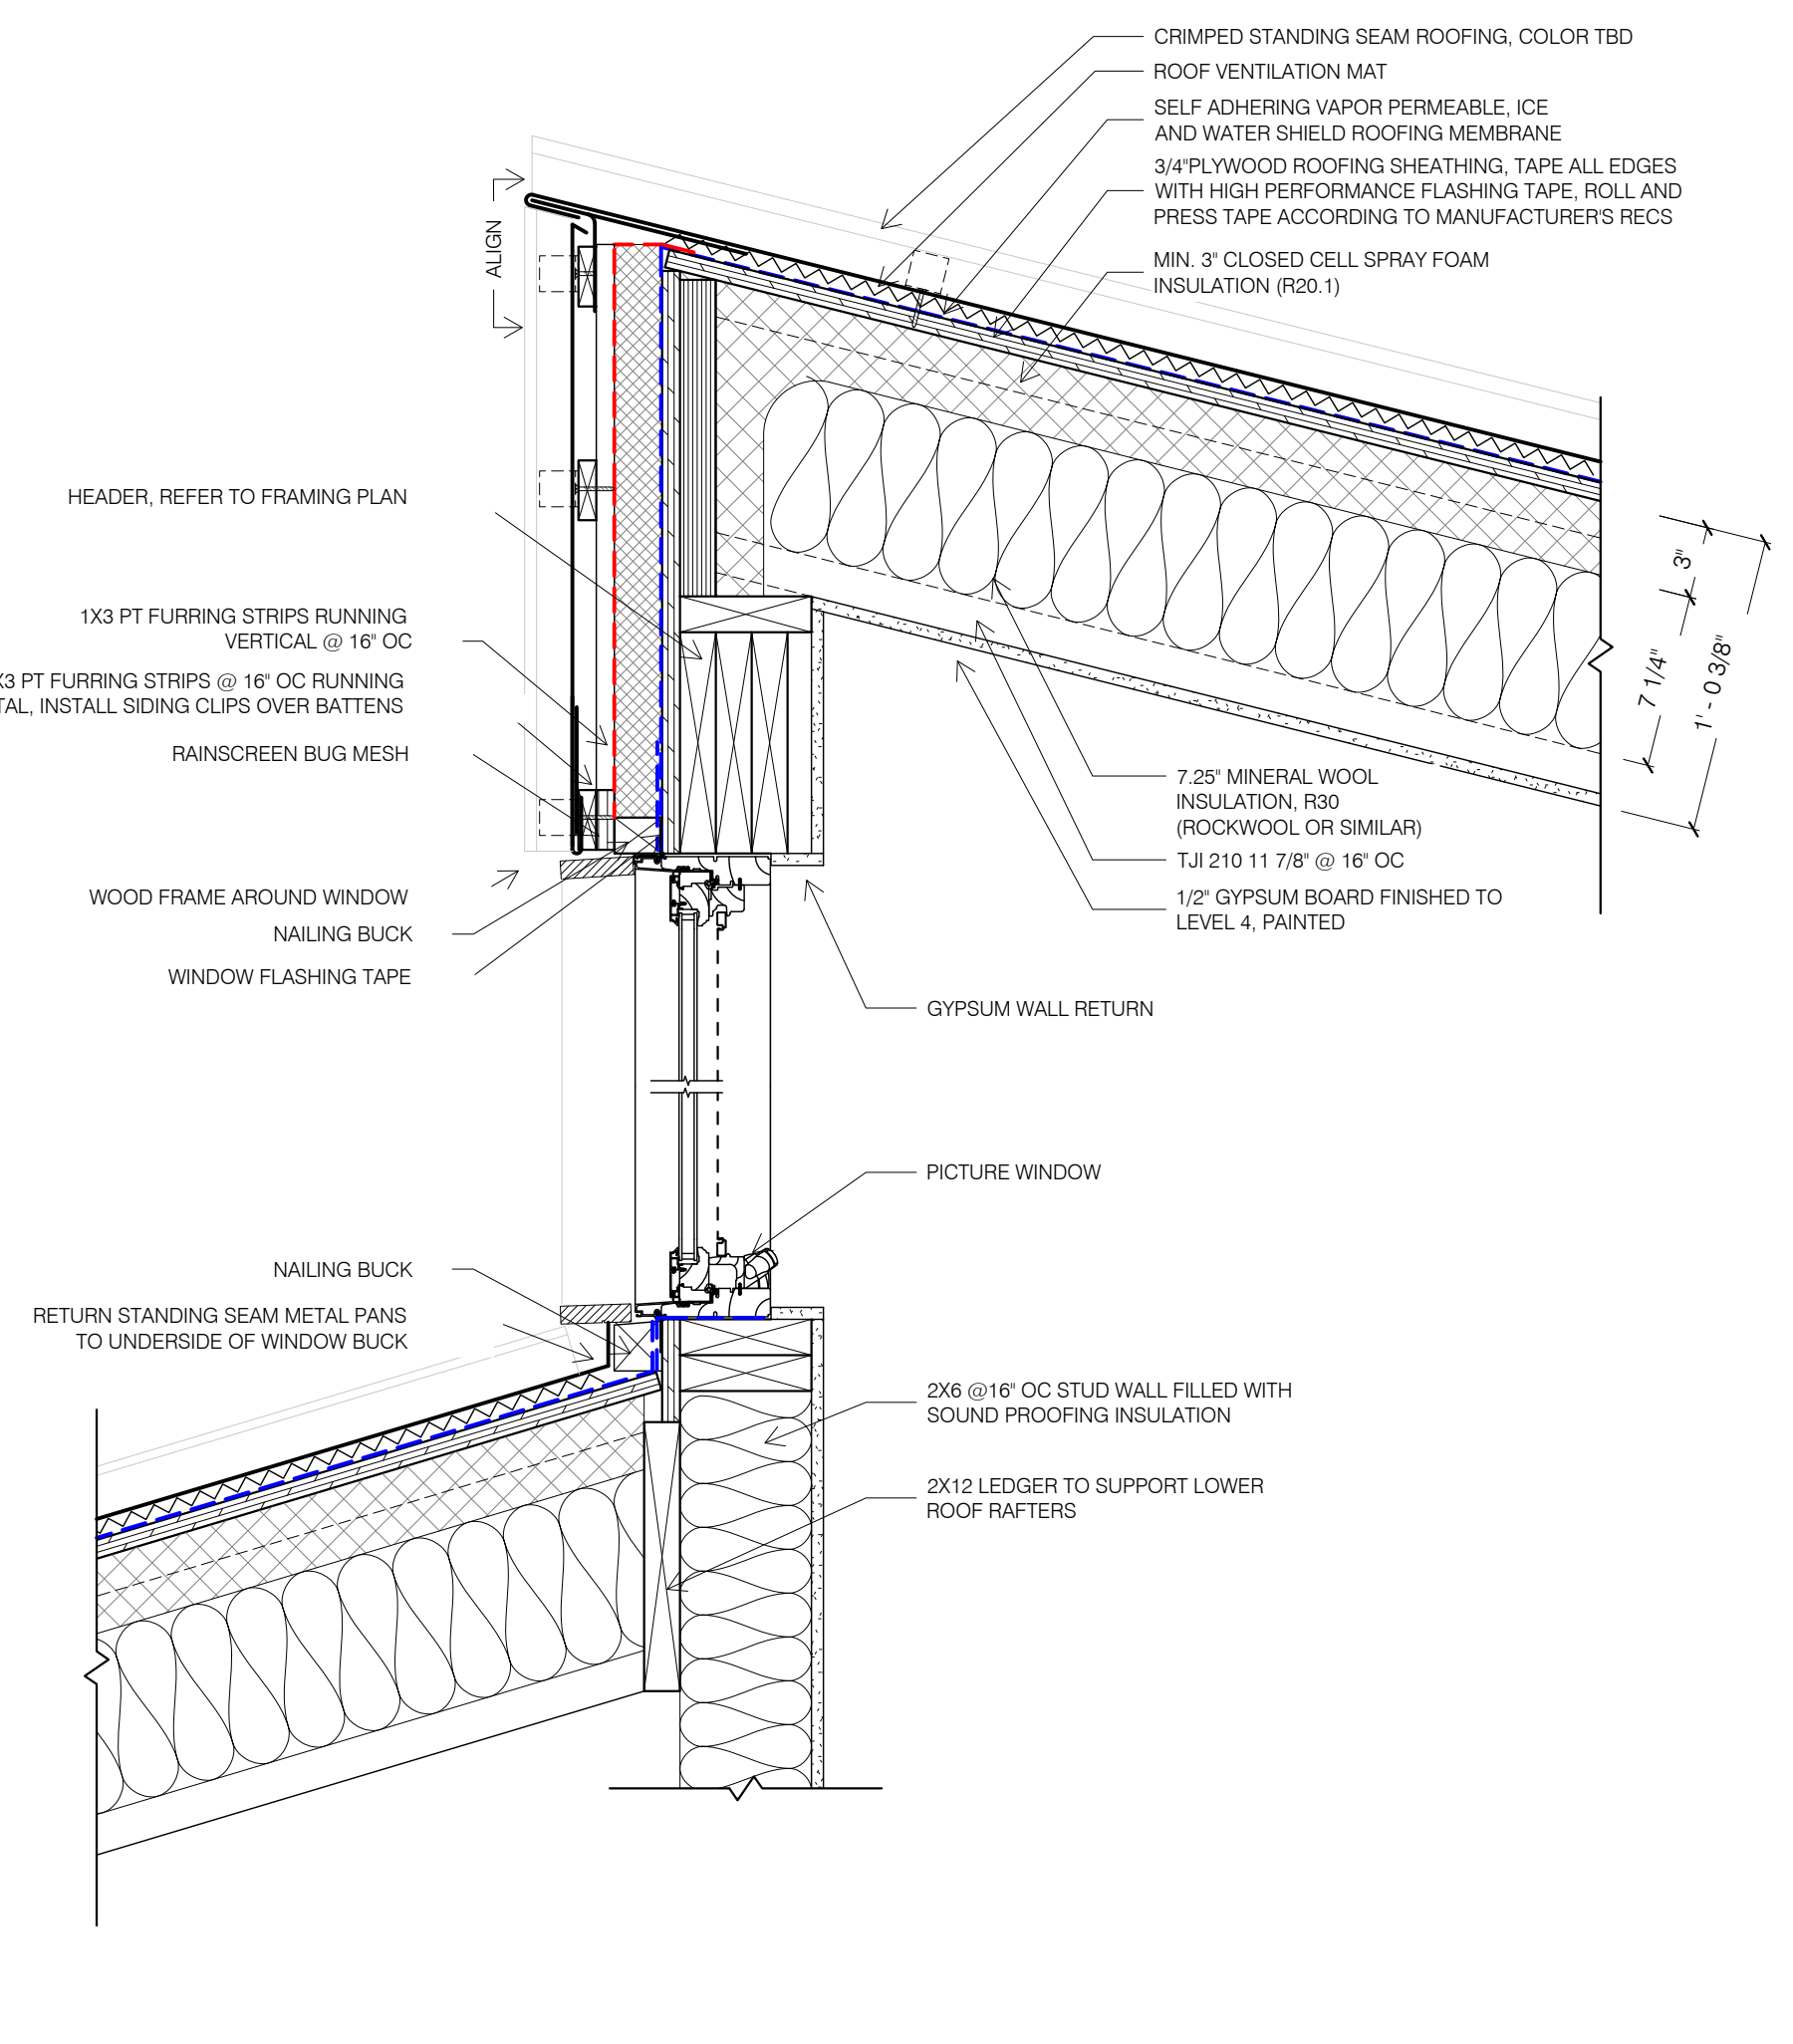 CRIMPED STANDING SEAM ROOFING, COLOR TBD
ROOF VENTILATION MAT
SELF ADHERING VAPOR PERMEABLE, ICE
AND WATER SHIELD ROOFING MEMBRANE
3/4"PLYWOOD ROOFING SHEATHING, TAPE ALL EDGES
WITH HIGH PERFORMANCE FLASHING TAPE, ROLL AND
PRESS TAPE ACCORDING TO MANUFACTURER'S RECS
MIN. 3" CLOSED CELL SPRAY FOAM
INSULATION (R20.1)
ALIGN
HEADER, REFER TO FRAMING PLAN
1X3 PT FURRING STRIPS RUNNING
VERTICAL @ 16" OC
X3 PT FURRING STRIPS @ 16" OC RUNNING
TAL, INSTALL SIDING CLIPS OVER BATTENS
RAINSCREEN BUG MESH
WOOD FRAME AROUND WINDOW
NAILING BUCK
WINDOW FLASHING TAPE
3"
7 1/4"
1' - 0 3/8"
7.25" MINERAL WOOL
INSULATION, R30
(ROCKWOOL OR SIMILAR)
TJI 210 11 7/8" @ 16" OC
1/2" GYPSUM BOARD FINISHED TO
LEVEL 4, PAINTED
GYPSUM WALL RETURN
PICTURE WINDOW
NAILING BUCK
RETURN STANDING SEAM METAL PANS
TO UNDERSIDE OF WINDOW BUCK
2X6 @16" OC STUD WALL FILLED WITH
SOUND PROOFING INSULATION
2X12 LEDGER TO SUPPORT LOWER
ROOF RAFTERS